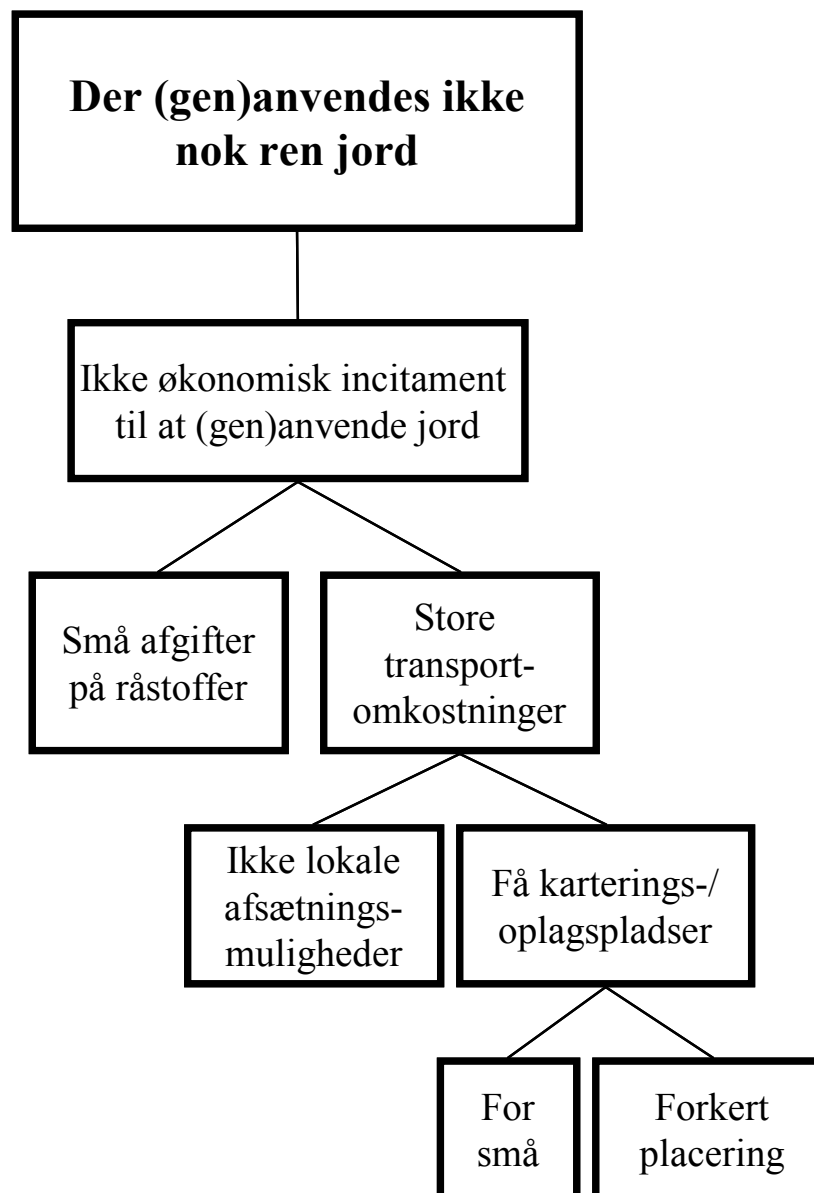 Der (gen)anvendes ikke
nok ren jord
Ikke økonomisk incitament
til at (gen)anvende jord
Små afgifter
på råstoffer
Store
transport-
omkostninger
Ikke lokale
afsætnings-
muligheder
Få karterings-/
oplagspladser
For
små
Forkert
placering